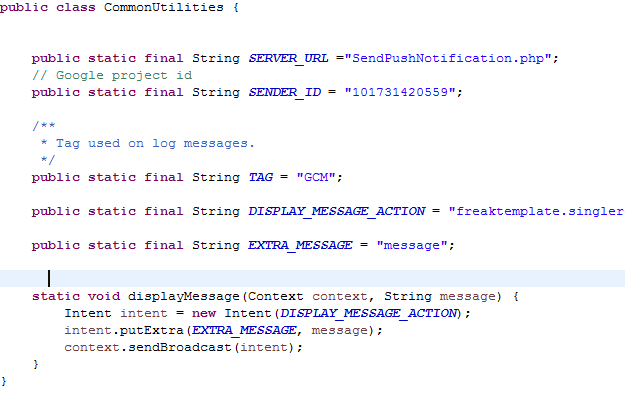 public class CommonUtilities {
public static final String SERVER_URL ="SendPushNotification.php";
// Google project id
public static final String SENDER_ID = "101731420559";
/**
* Tag used on log messages.
*/
public static final String TAG = "GCM";
public static final String DISPLAY_MESSAGE_ACTION = "freaktemplate.singler
public static final String EXTRA_MESSAGE = "message";
static void displayMessage(Context context, String message) {
Intent intent = new Intent(DISPLAY_MESSAGE_ACTION);
intent.putExtra(EXTRA_MESSAGE, message);
context.sendBroadcast(intent);
}
}